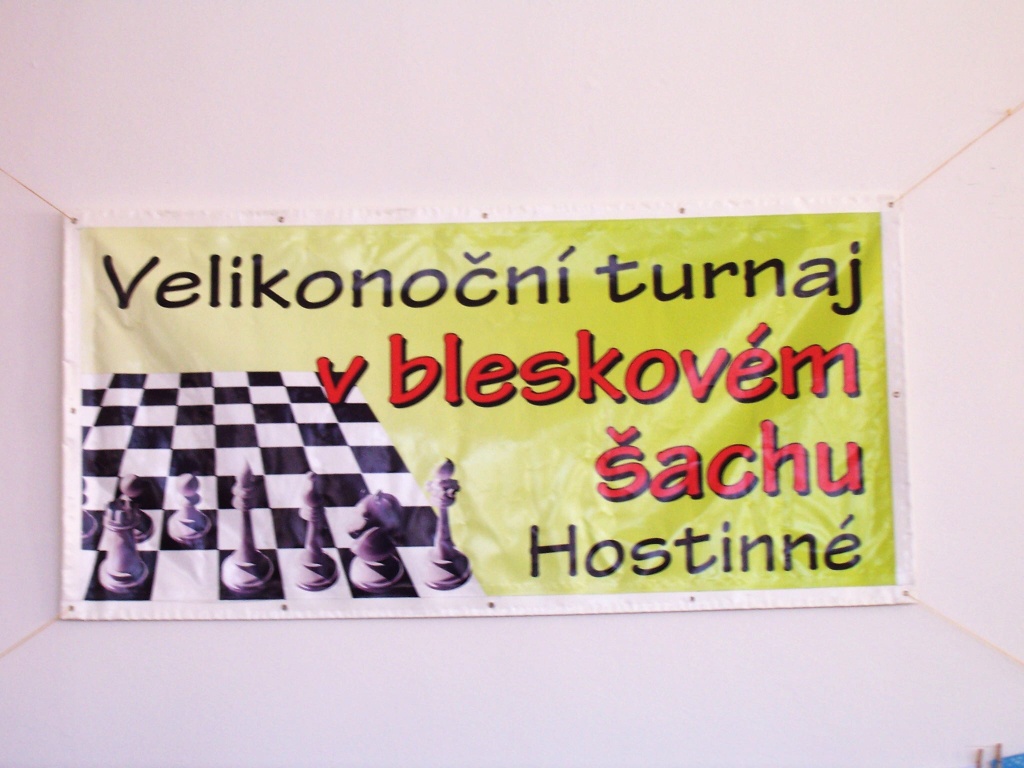 Velikonoční turnaj
v bleskovém
šachu
Hostinné